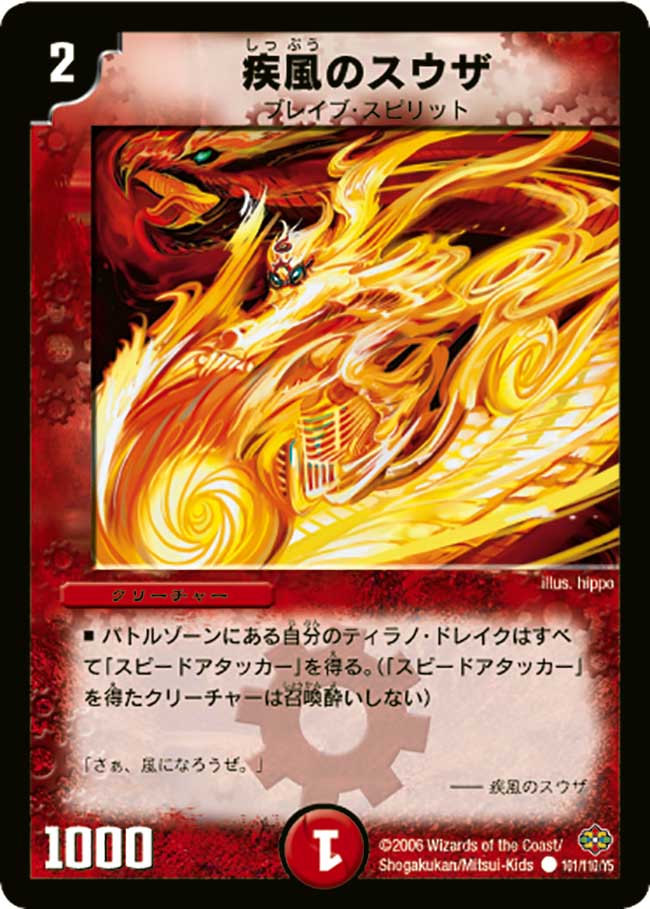 2
しっぷう
疾風のスウザ
ブレイブ・スピリット
illus. hippo
クリーチャー
■ バトルゾーンにある自分のティラノ・ドレイクはすべ
て「スピードアタッカー」を得る。(「スピードアタッカー」
を得たクリーチャーは召喚酔いしない)
「さぁ、風になろうぜ。」
—— 疾風のスウザ
1000
1
©2006 Wizards of the Coast/
Shogakukan/Mitsui-Kids 101/110/Y5